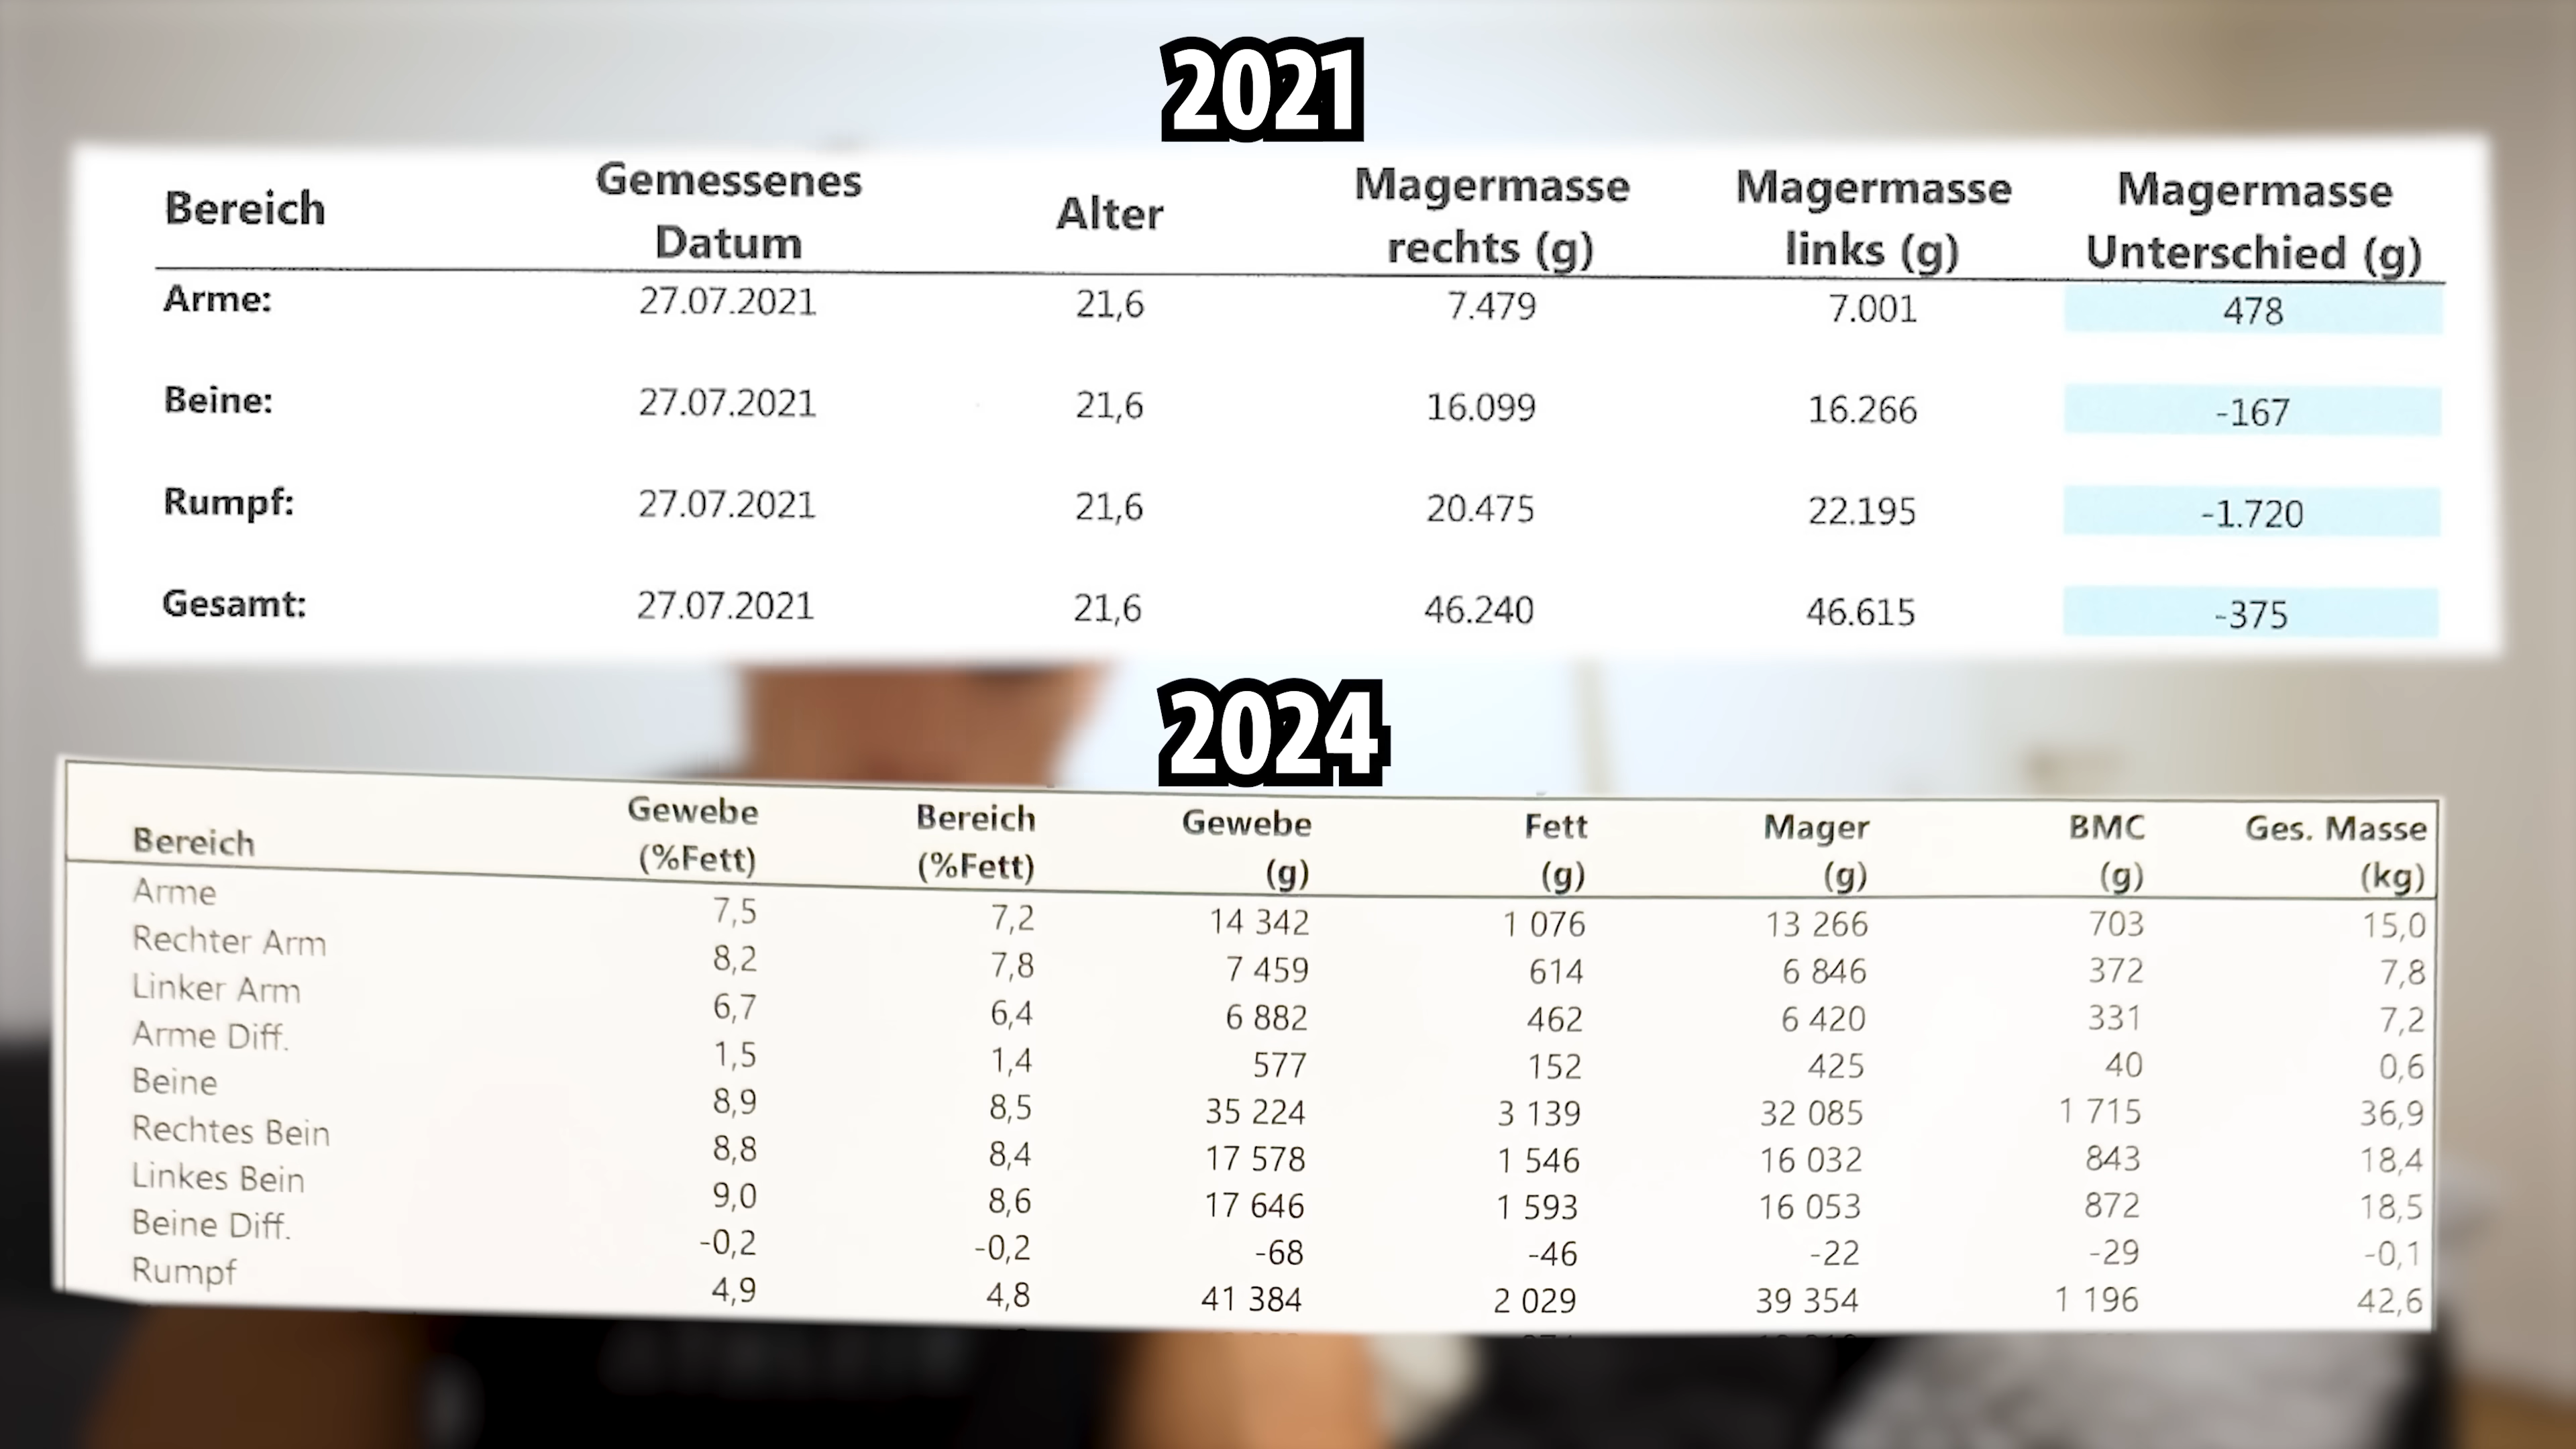 2021
Bereich Gemessenes Datum Alter Magermasse rechts (g) Magermasse links (g) Magermasse Unterschied (g)
Arme: 27.07.2021 21,6 7.479 7.001 478
Beine: 27.07.2021 21,6 16.099 16.266 -167
Rumpf: 27.07.2021 21,6 20.475 22.195 -1.720
Gesamt: 27.07.2021 21,6 46.240 46.615 -375
2024
Bereich Gewebe (%Fett) Bereich (%Fett) Gewebe (g) Fett (g) Mager (g) BMC (g) Ges. Masse (kg)
Arme 7,5 7,2 14 342 1 076 13 266 703 15,0
Rechter Arm 8,2 7,8 7 459 614 6 846 372 7,8
Linker Arm 6,7 6,4 6 882 462 6 420 331 7,2
Arme Diff. 1,5 1,4 577 152 425 40 0,6
Beine 8,9 8,5 35 224 3 139 32 085 1 715 36,9
Rechtes Bein 8,8 8,4 17 578 1 546 16 032 843 18,4
Linkes Bein 9,0 8,6 17 646 1 593 16 053 872 18,5
Beine Diff. -0,2 -0,2 -68 -46 -22 -29 -0,1
Rumpf 4,9 4,8 41 384 2 029 39 354 1 196 42,6